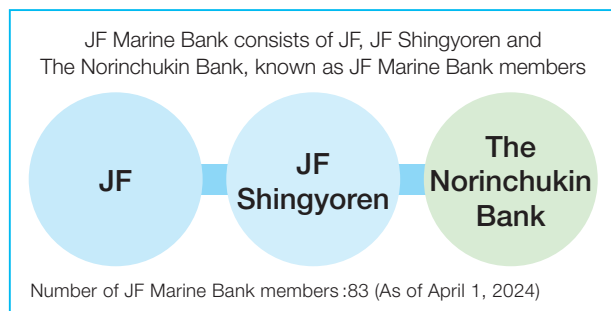 JF Marine Bank consists of JF, JF Shingyoren and
The Norinchukin Bank, known as JF Marine Bank members
JF
JF
Shingyoren
The
Norinchukin
Bank
Number of JF Marine Bank members:83 (As of April 1, 2024)